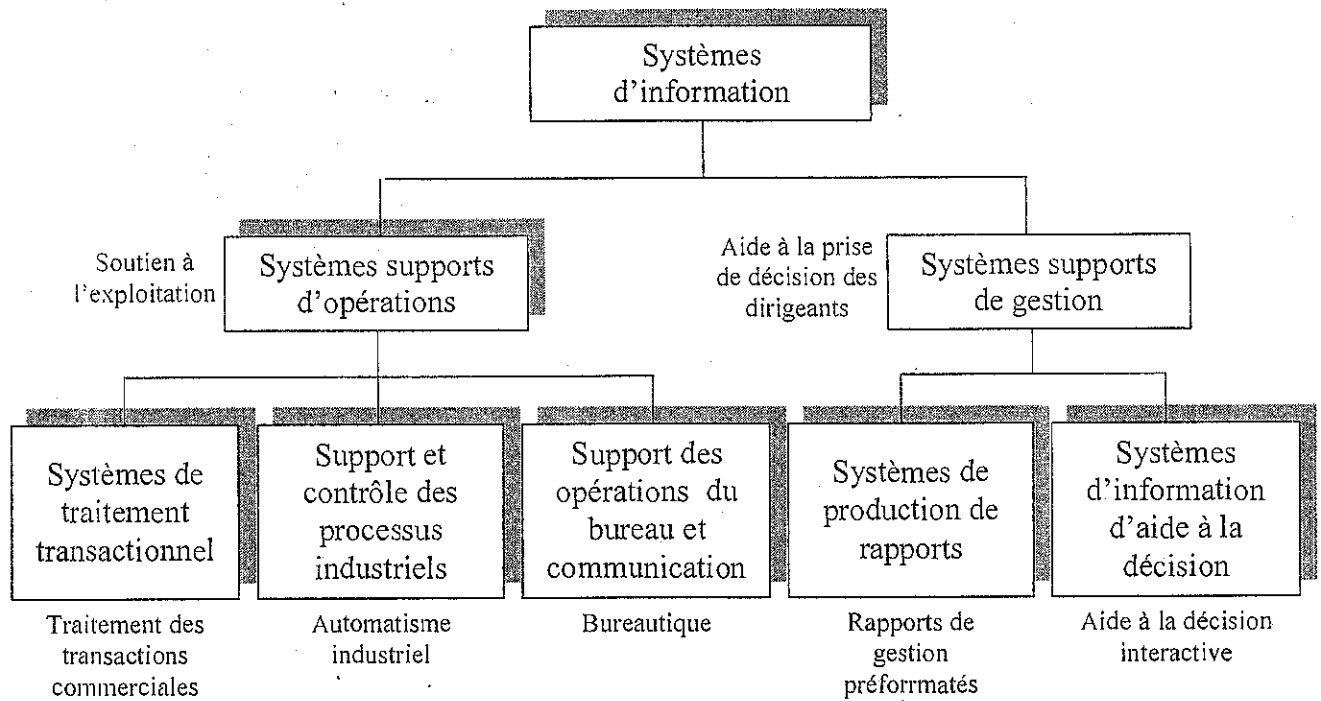 Systèmes
d'information
Soutien à
l'exploitation
Systèmes supports
d'opérations
Aide à la prise
de décision des
dirigeants
Systèmes supports
de gestion
Systèmes de
traitement
transactionnel
Support et
contrôle des
processus
industriels
Support des
opérations du
bureau et
communication
Systèmes de
production de
rapports
Systèmes
d'information
d'aide à la
décision
Traitement des
transactions
commerciales
Automatisme
industriel
Bureautique
Rapports de
gestion
préforrmatés
Aide à la décision
interactive